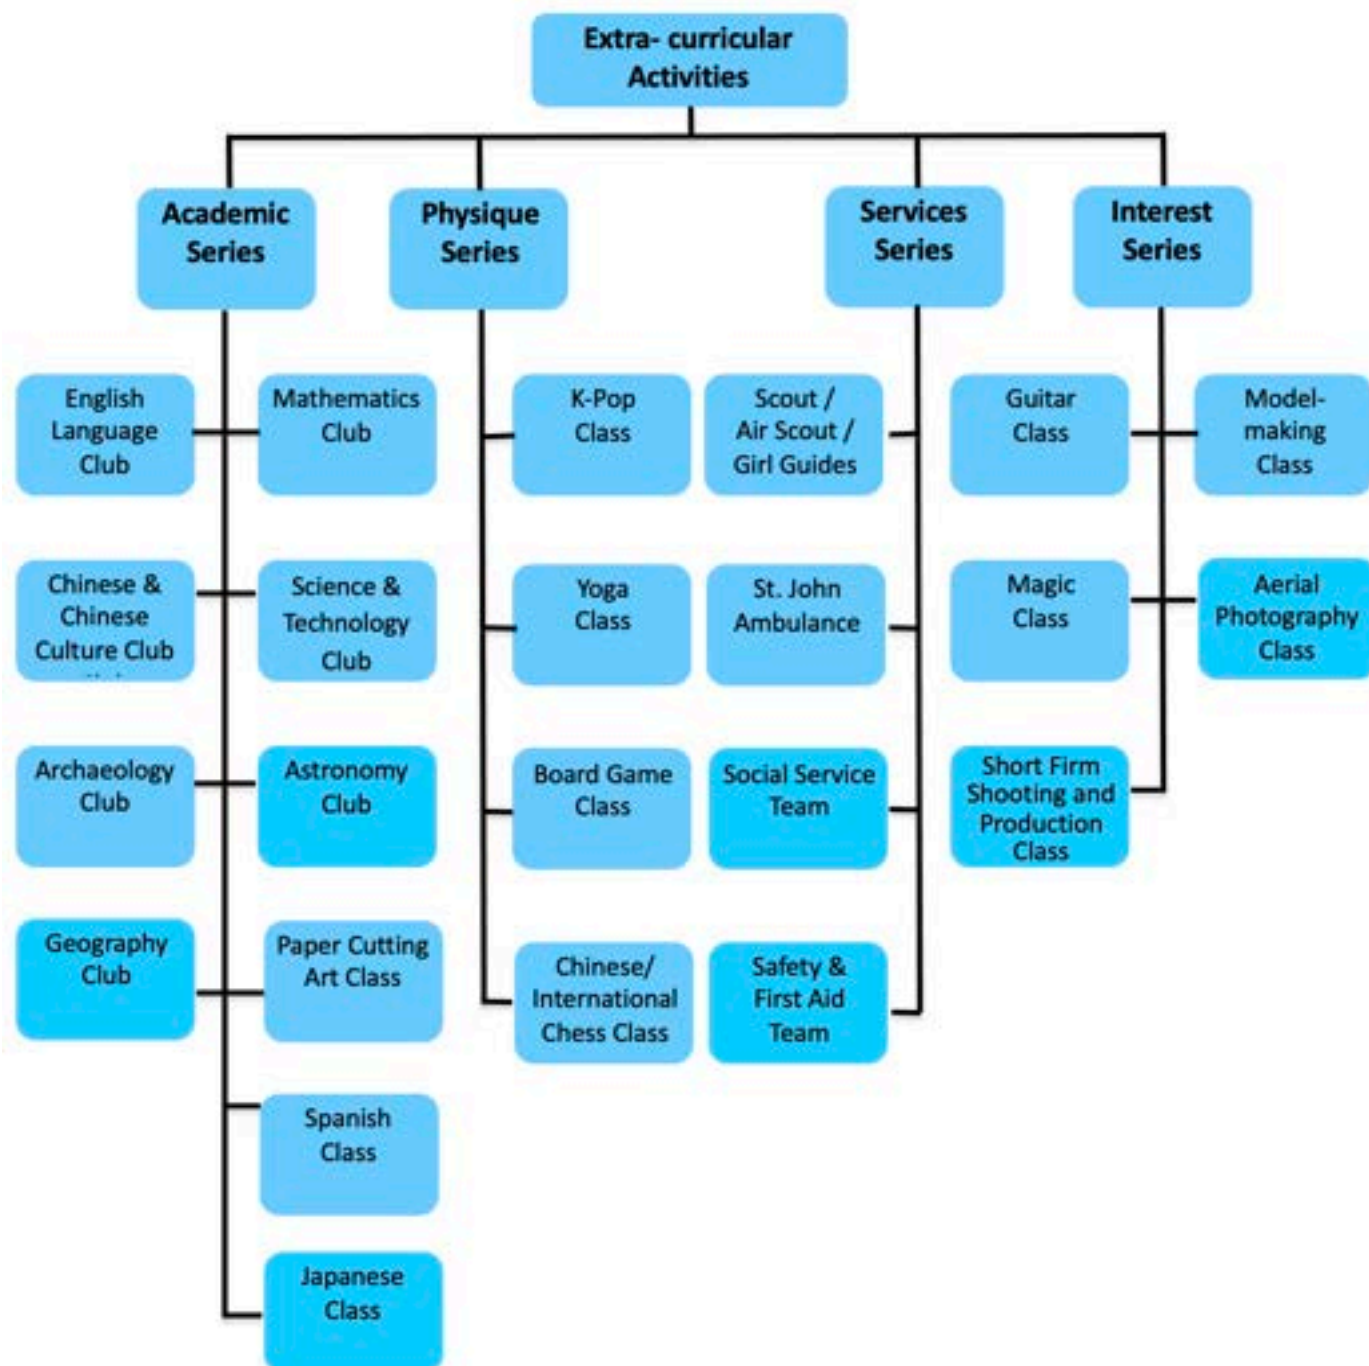 Extra- curricular
Activities
Academic
Series
Physique
Series
Services
Series
Interest
Series
English
Language
Club
Mathematics
Club
K-Pop
Class
Scout /
Air Scout /
Girl Guides
Guitar
Class
Model-
making
Class
Chinese &
Chinese
Culture Club
Science &
Technology
Club
Yoga
Class
St. John
Ambulance
Magic
Class
Aerial
Photography
Class
Archaeology
Club
Astronomy
Club
Board Game
Class
Social Service
Team
Short Firm
Shooting and
Production
Class
Geography
Club
Paper Cutting
Art Class
Chinese/
International
Chess Class
Safety &
First Aid
Team
Spanish
Class
Japanese
Class